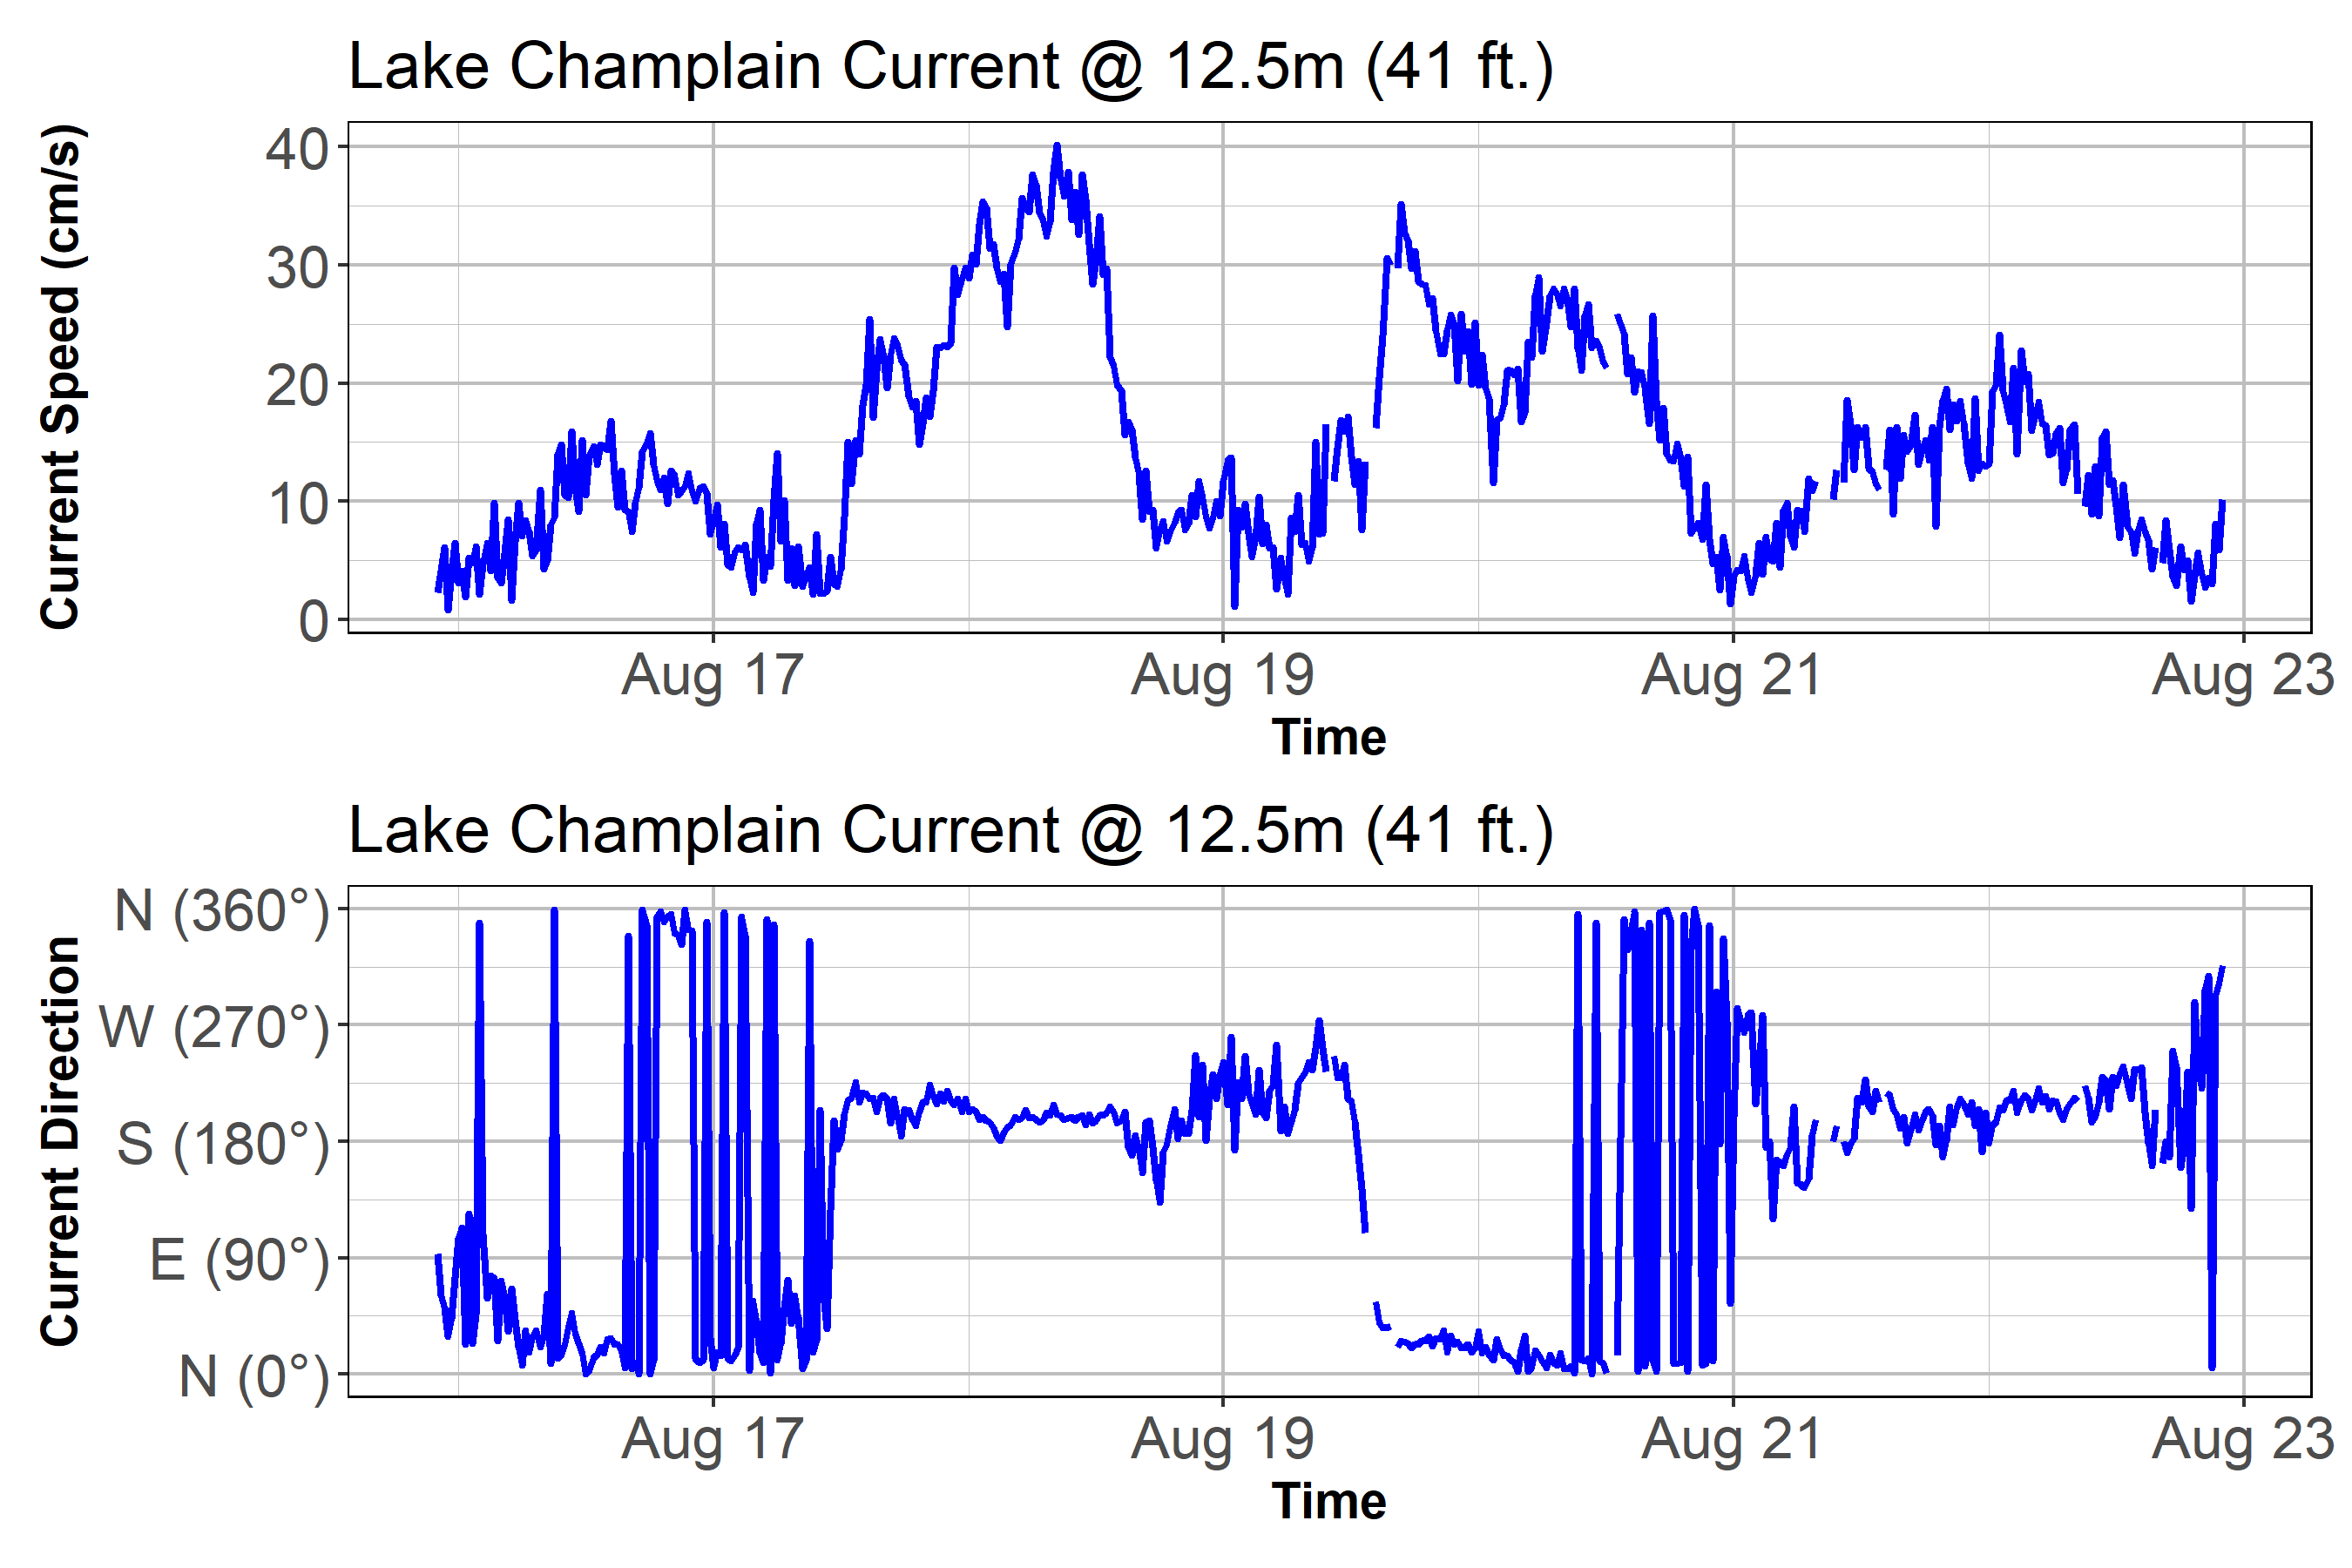 Lake Champlain Current @ 12.5m (41 ft.)
Current Speed (cm/s)
40
30
20
10
0
Aug 17 Aug 19 Aug 21 Aug 23
Time
Lake Champlain Current @ 12.5m (41 ft.)
Current Direction
N (360°)
W (270°)
S (180°)
E (90°)
N (0°)
Aug 17 Aug 19 Aug 21 Aug 23
Time